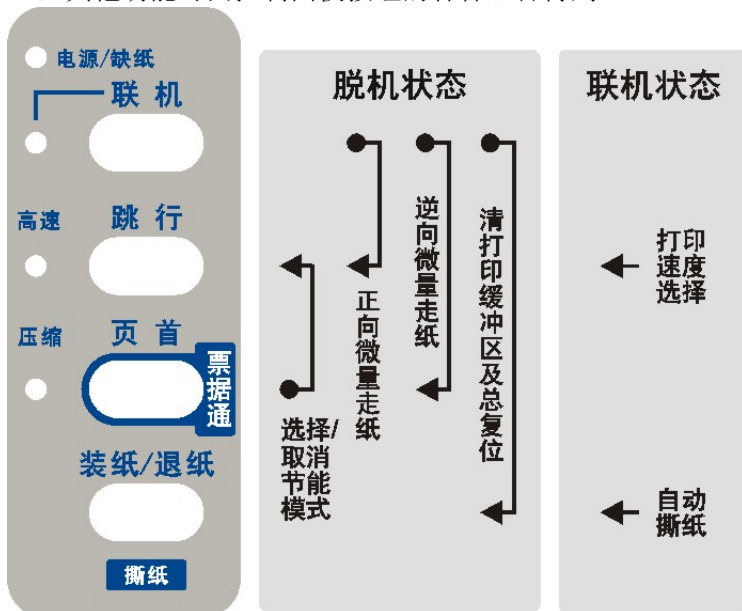 电源/缺纸
联 机
高速
跳 行
压缩
页 首
票据通
装纸/退纸
撕纸
脱机状态
选择/
取消
节能
模式
正向微量走纸
逆向微量走纸
清打印缓冲区及总复位
联机状态
打印
速度
选择
自动
撕纸